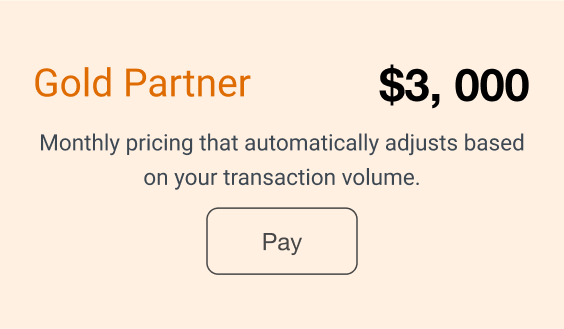 Gold Partner $3, 000
Monthly pricing that automatically adjusts based
on your transaction volume.
Pay